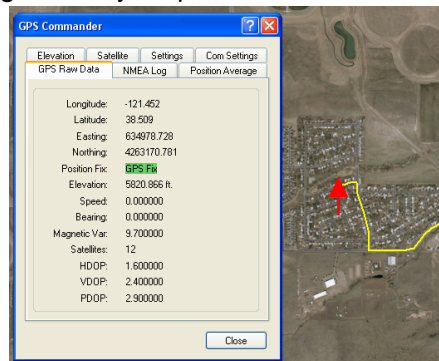 GPS Commander
Elevation Satellite Settings Com Settings
GPS Raw Data NMEA Log Position Average
Longitude: -121.452
Latitude: 38.509
Easting: 634978.728
Northing: 4263170.781
Position Fix: GPS Fix
Elevation: 5820.866 ft.
Speed: 0.000000
Bearing: 0.000000
Magnetic Var: 9.700000
Satellites: 12
HDOP: 1.600000
VDOP: 2.400000
PDOP: 2.900000
Close